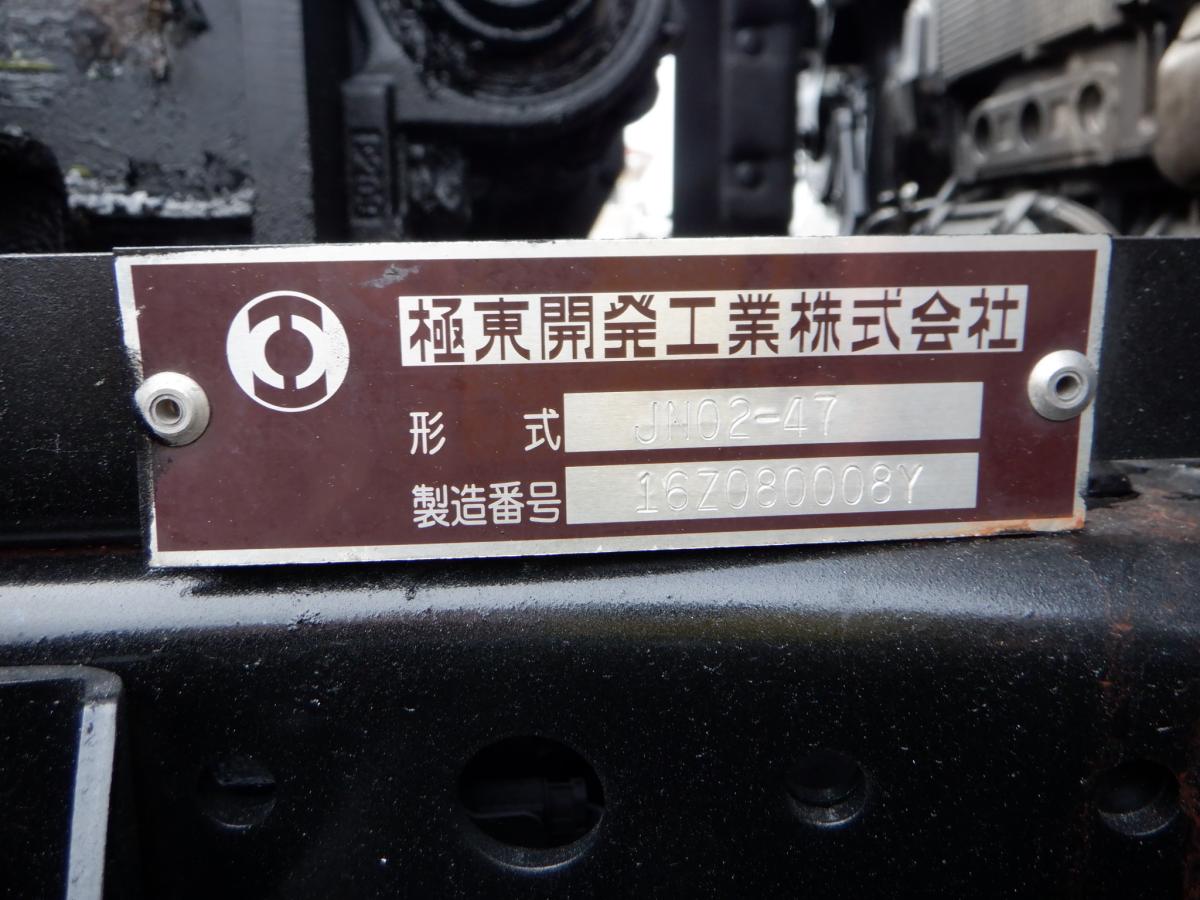 極東開発工業株式会社
形 式 JN02-47
製造番号 16Z080008Y